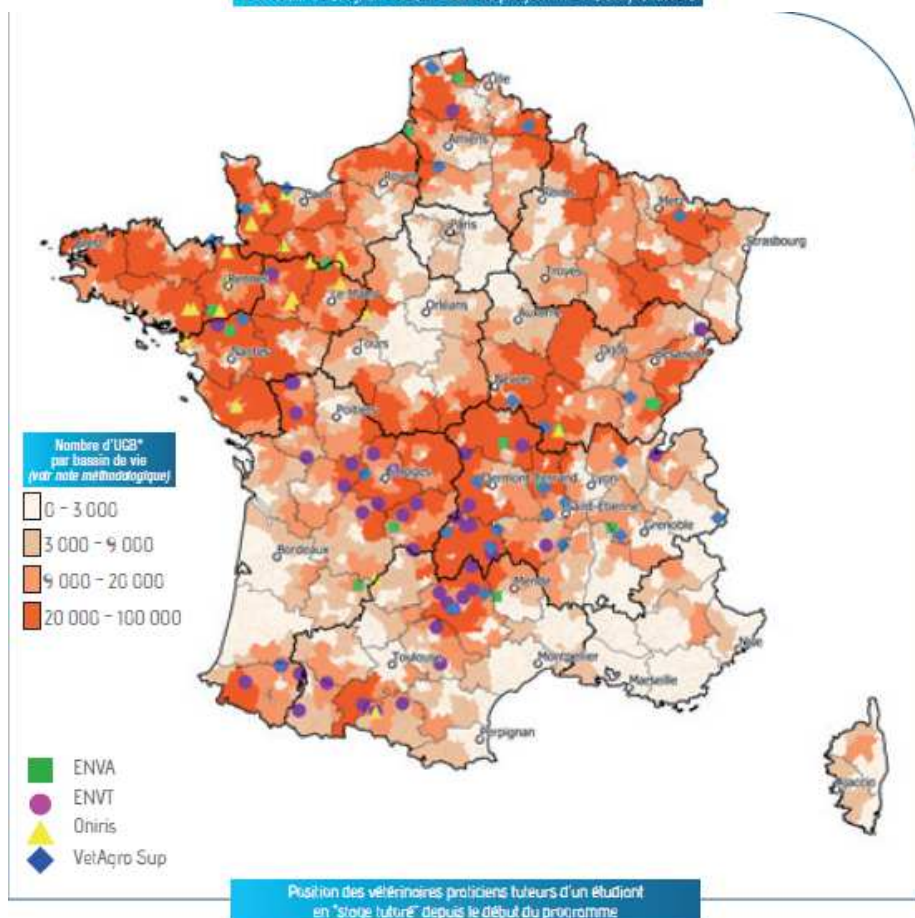 Lille
Amiens
Rouen
Caen
Reims
Metz
Paris
Strasbourg
Brest
Rennes
Le Mans
Troyes
Orléans
Auxerre
Tours
Nantes
Dijon
Besançon
Nevers
Poitiers
Limoges
Clermont-Ferrand
Lyon
Saint-Etienne
Grenoble
Bordeaux
Mende
Toulouse
Montpellier
Nice
Marseille
Perpignan
Ajaccio
Nombre d'UGB*
par bassin de vie
(voir note méthodologique)
0 – 3 000
3 000 – 9 000
9 000 – 20 000
20 000 – 100 000
ENVA
ENVT
Oniris
VetAgro Sup
Position des vétérinaires praticiens tuteurs d'un étudiant
en "stage tutoré" depuis le début du programme